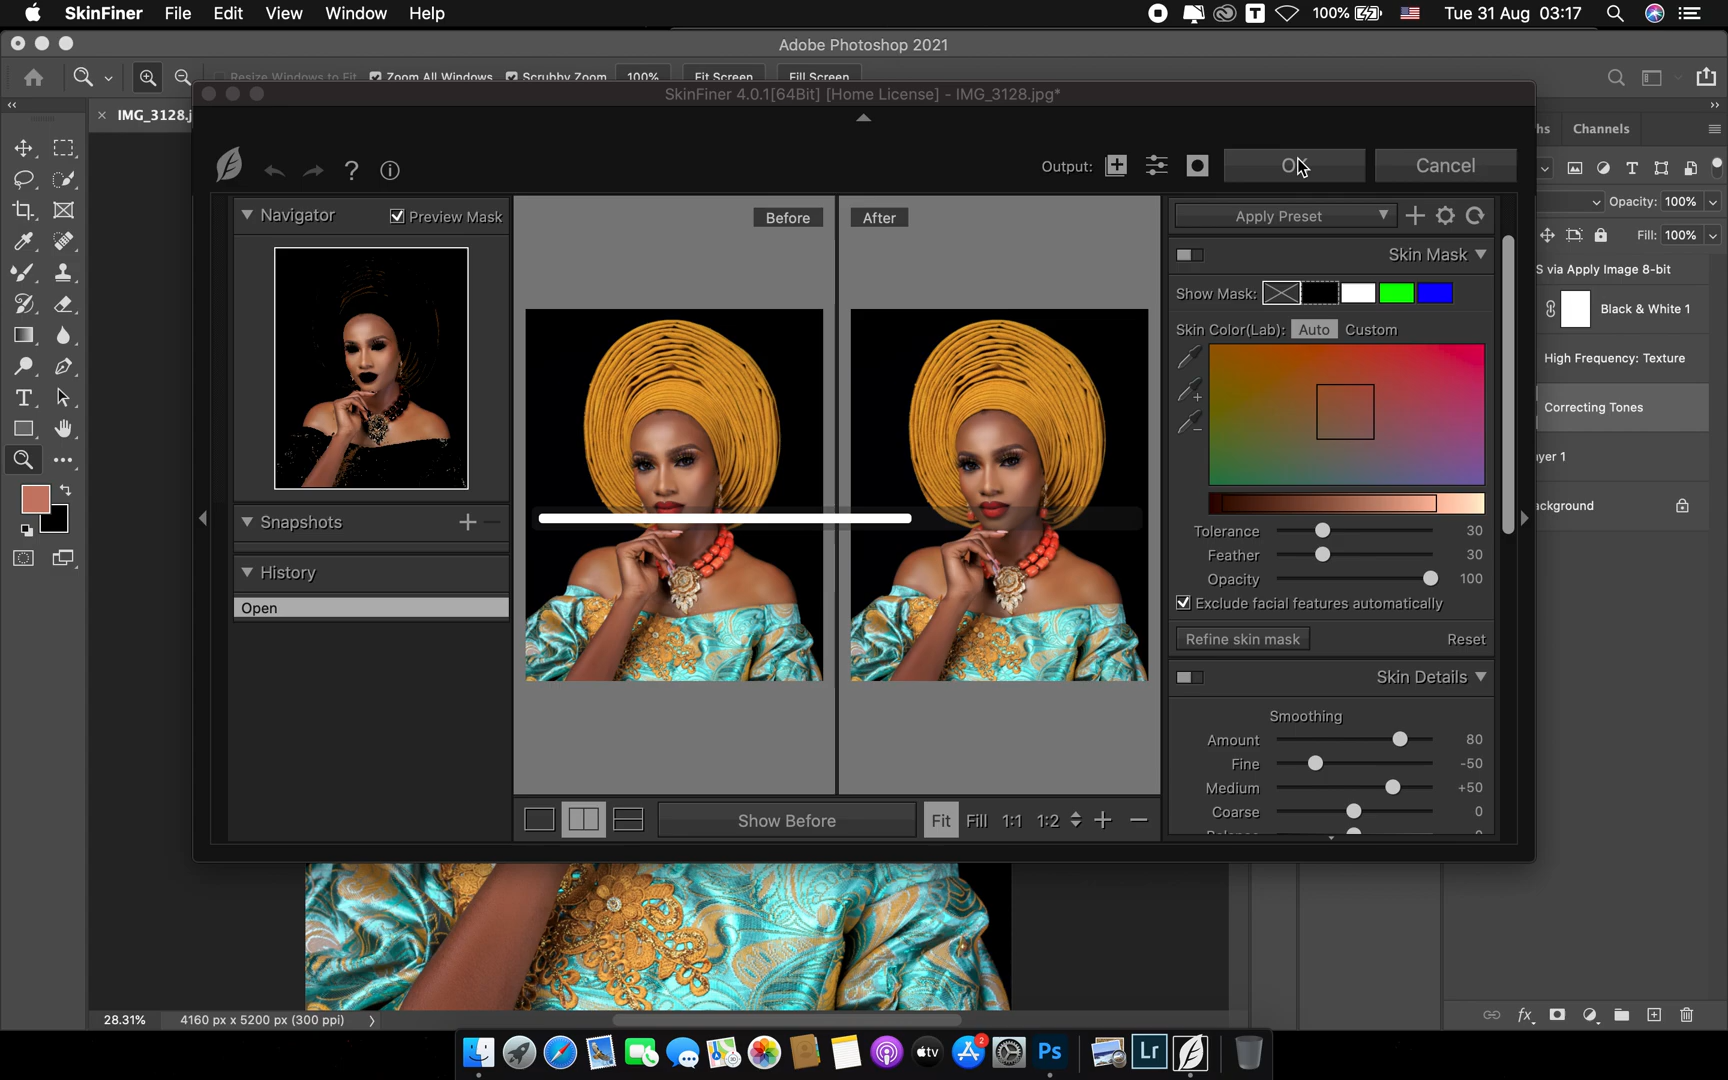 SkinFiner File Edit View Window Help
T 100% Tue 31 Aug 03:17
Adobe Photoshop 2021
Resize Windows to Fit Zoom All Windows Scrubby Zoom 100% Fit Screen Fill Screen
SkinFiner 4.0.1[64Bit] [Home License] - IMG_3128.jpg*
IMG_3128.j
Channels
? Output: OK Cancel
Navigator Preview Mask
Before
After
Apply Preset
Opacity: 100%
Fill: 100%
Skin Mask
Show Mask:
Skin Color(Lab): Auto Custom
Tolerance 30
Feather 30
Opacity 100
Exclude facial features automatically
Refine skin mask Reset
Skin Details
Smoothing
Amount 80
Fine -50
Medium +50
Coarse 0
Snapshots
History
Open
Show Before Fit Fill 1:1 1:2
S via Apply Image 8-bit
Black & White 1
High Frequency: Texture
Correcting Tones
yer 1
ackground
28.31% 4160 px x 5200 px (300 ppi)
fx
tv 2 Ps Lr